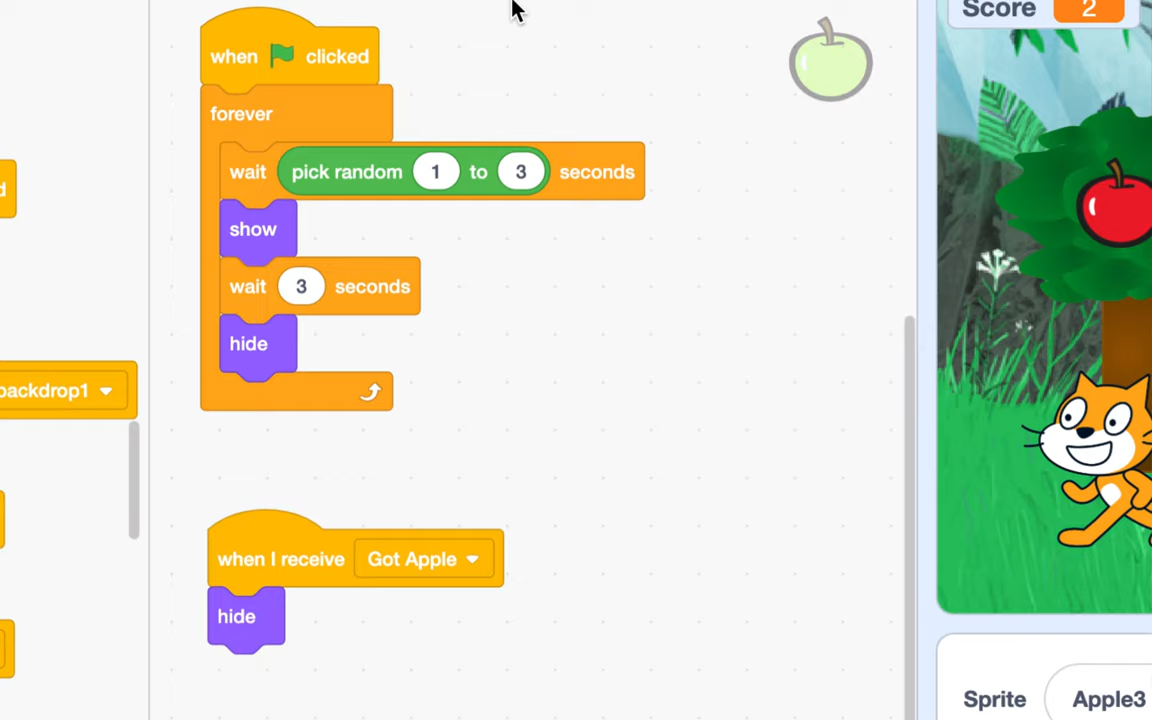 Score 2
when clicked
forever
wait pick random 1 to 3 seconds
show
wait 3 seconds
hide
d
backdrop1
when I receive Got Apple
hide
Sprite Apple3